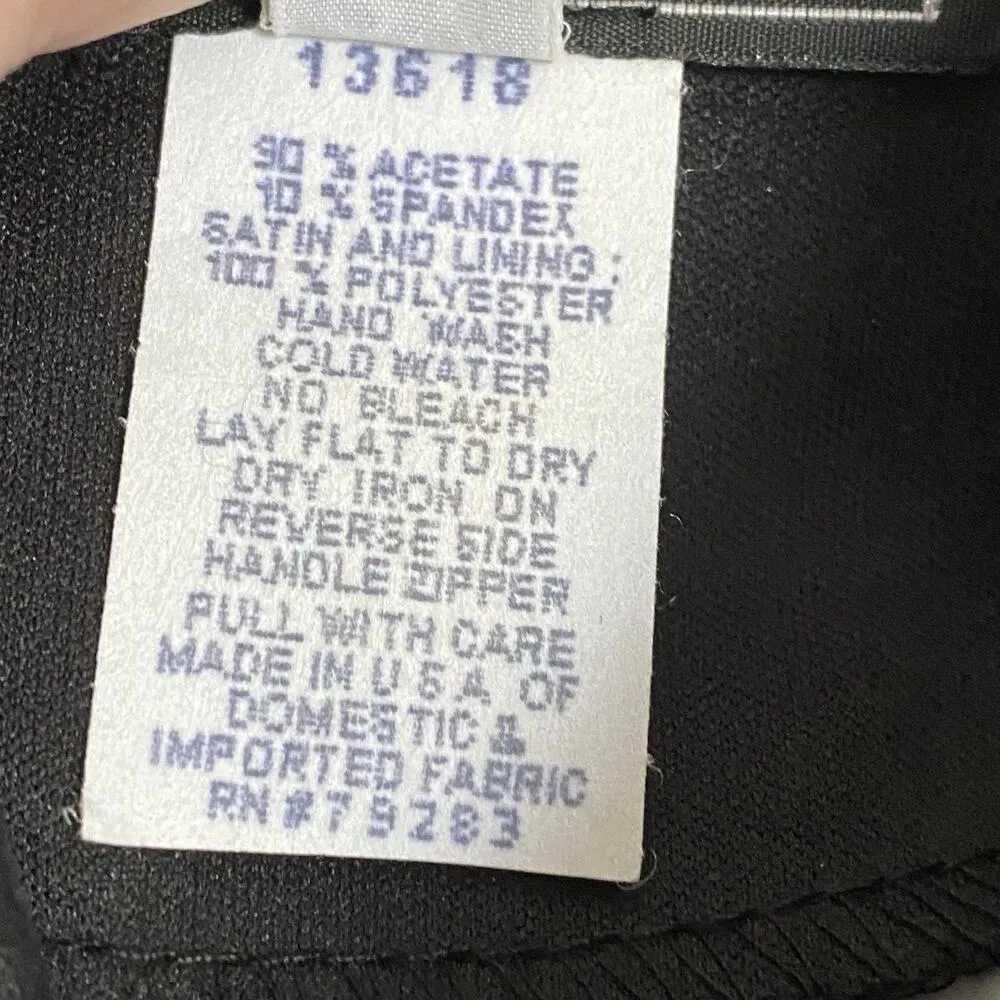 13618
90 % ACETATE
10 % SPANDEX
SATIN AND LINING :
100 % POLYESTER
HAND WASH
COLD WATER
NO BLEACH
LAY FLAT TO DRY
DRY IRON ON
REVERSE SIDE
HANDLE ZIPPER
PULL WITH CARE
MADE IN U S A OF
DOMESTIC &
IMPORTED FABRIC
RN #79283